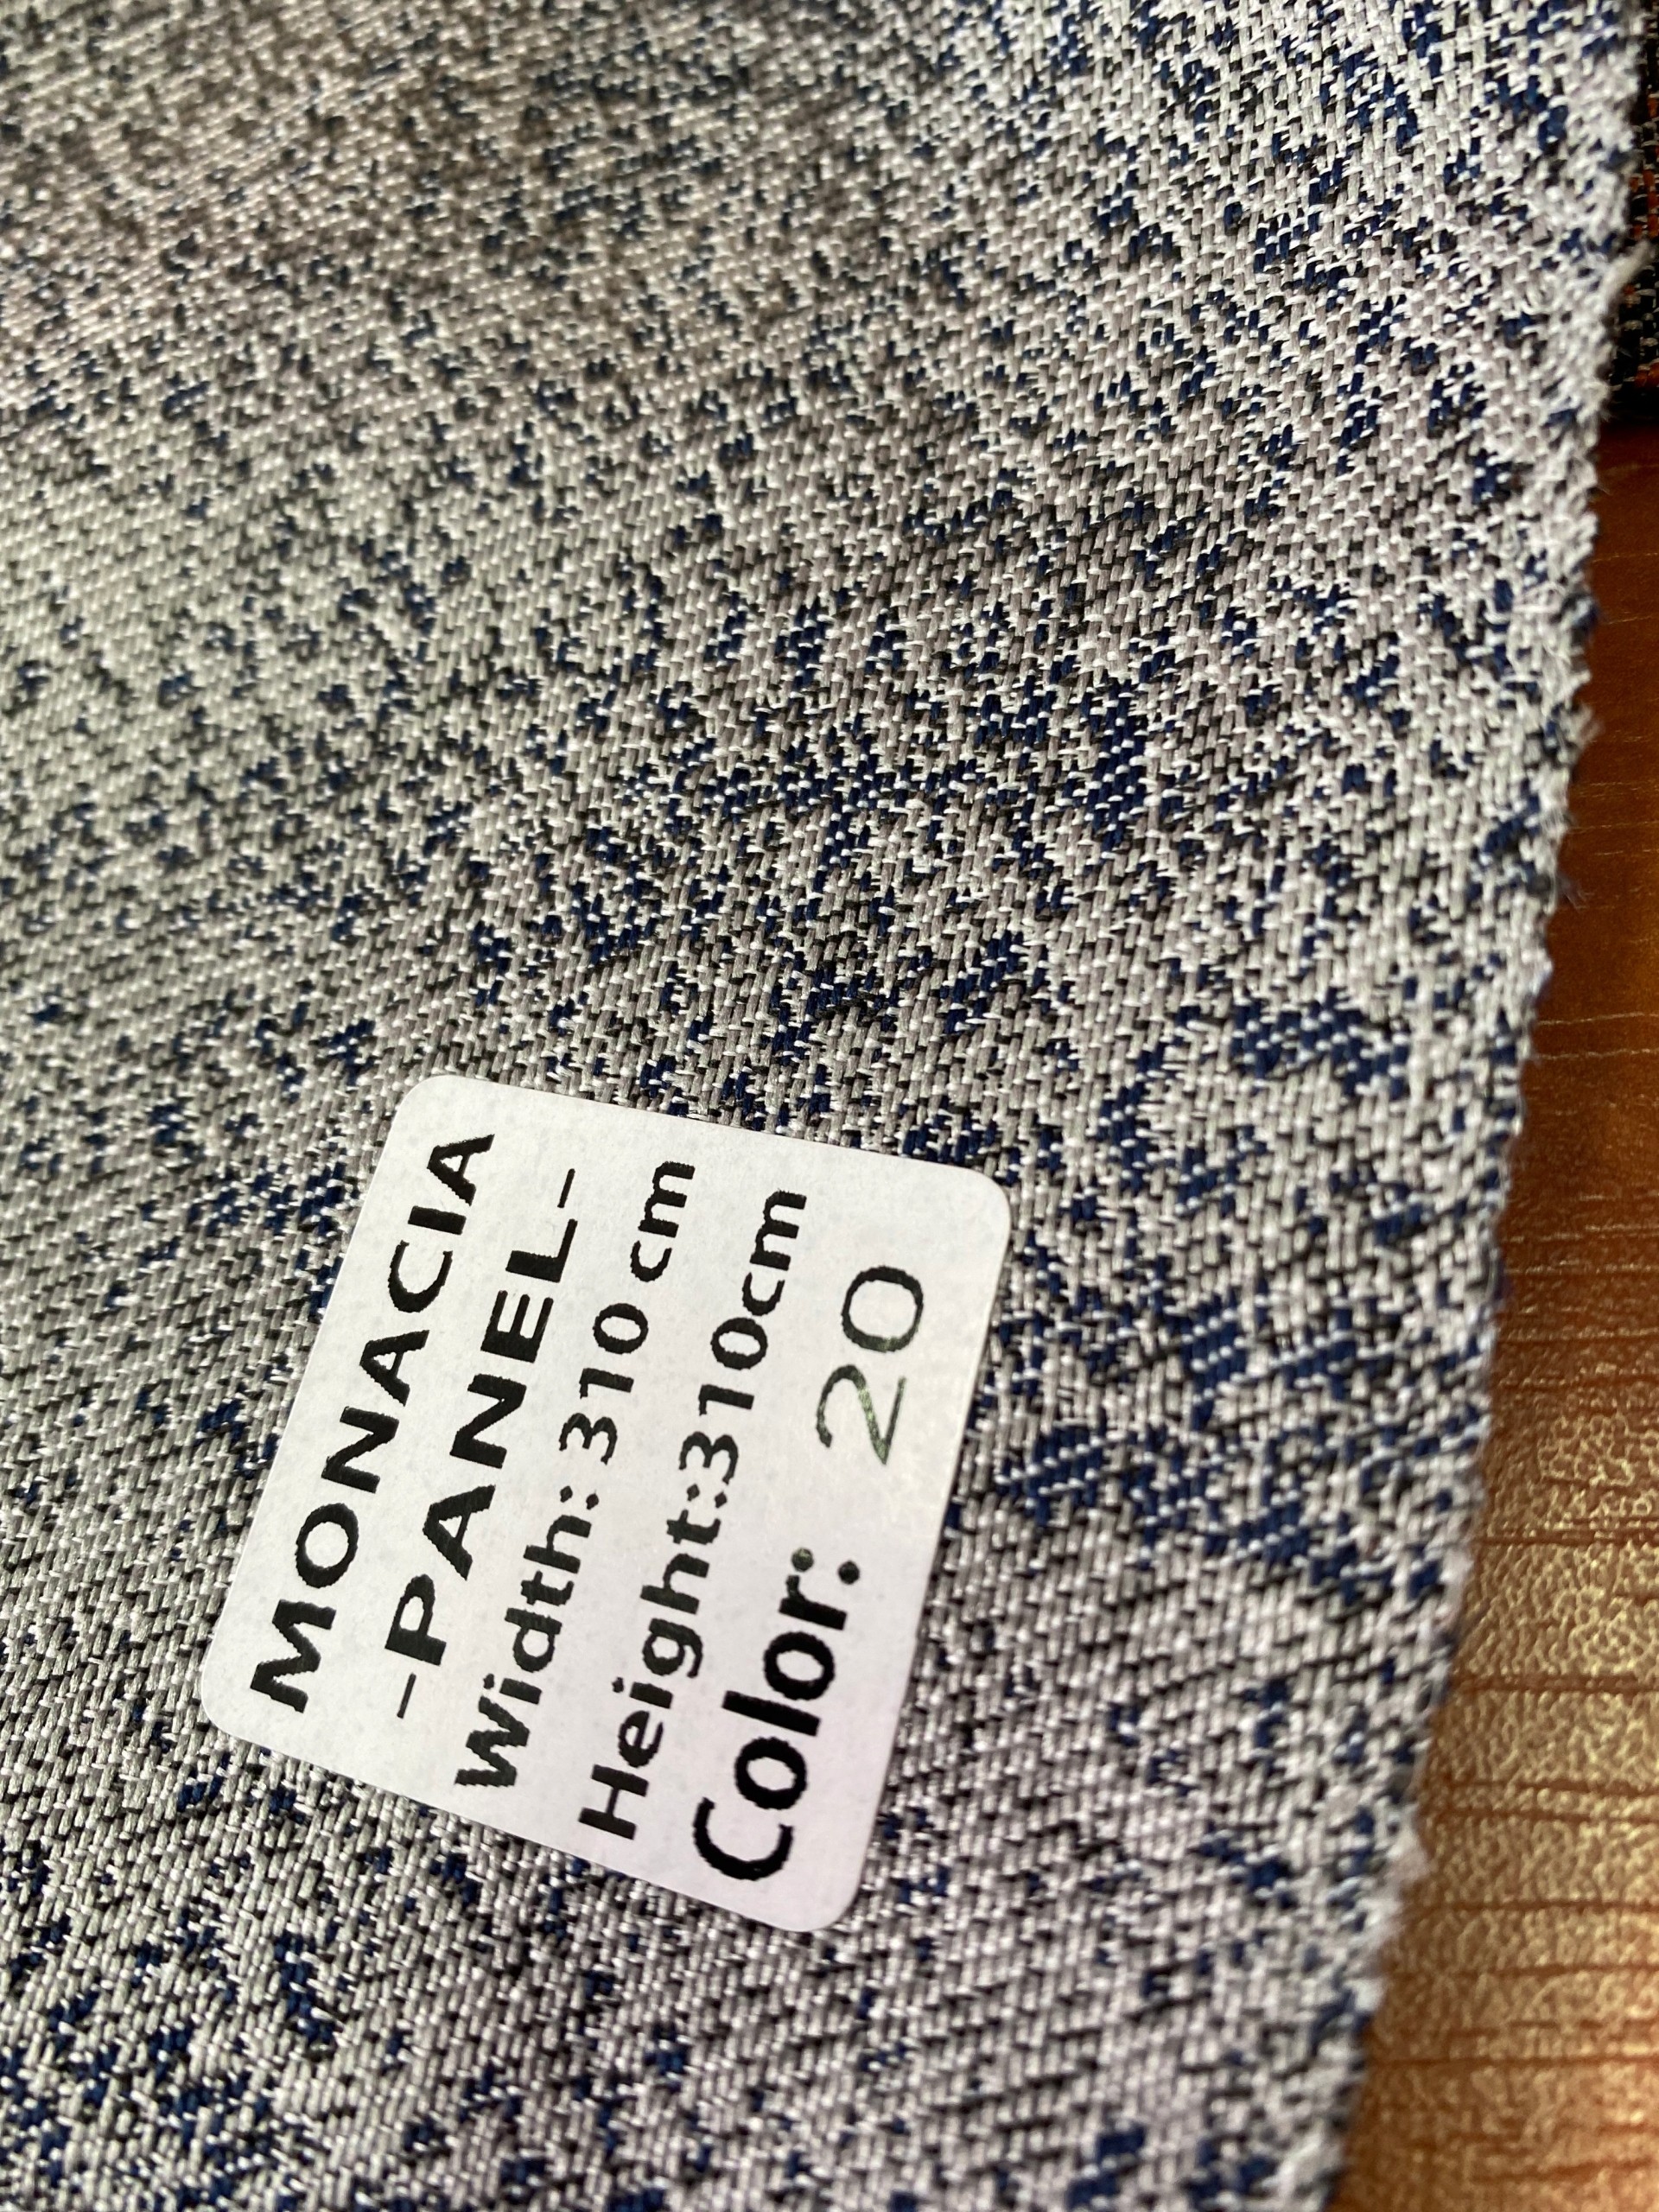 MONACIA
-PANEL-
Width: 310 cm
Height:310cm
Color: 20